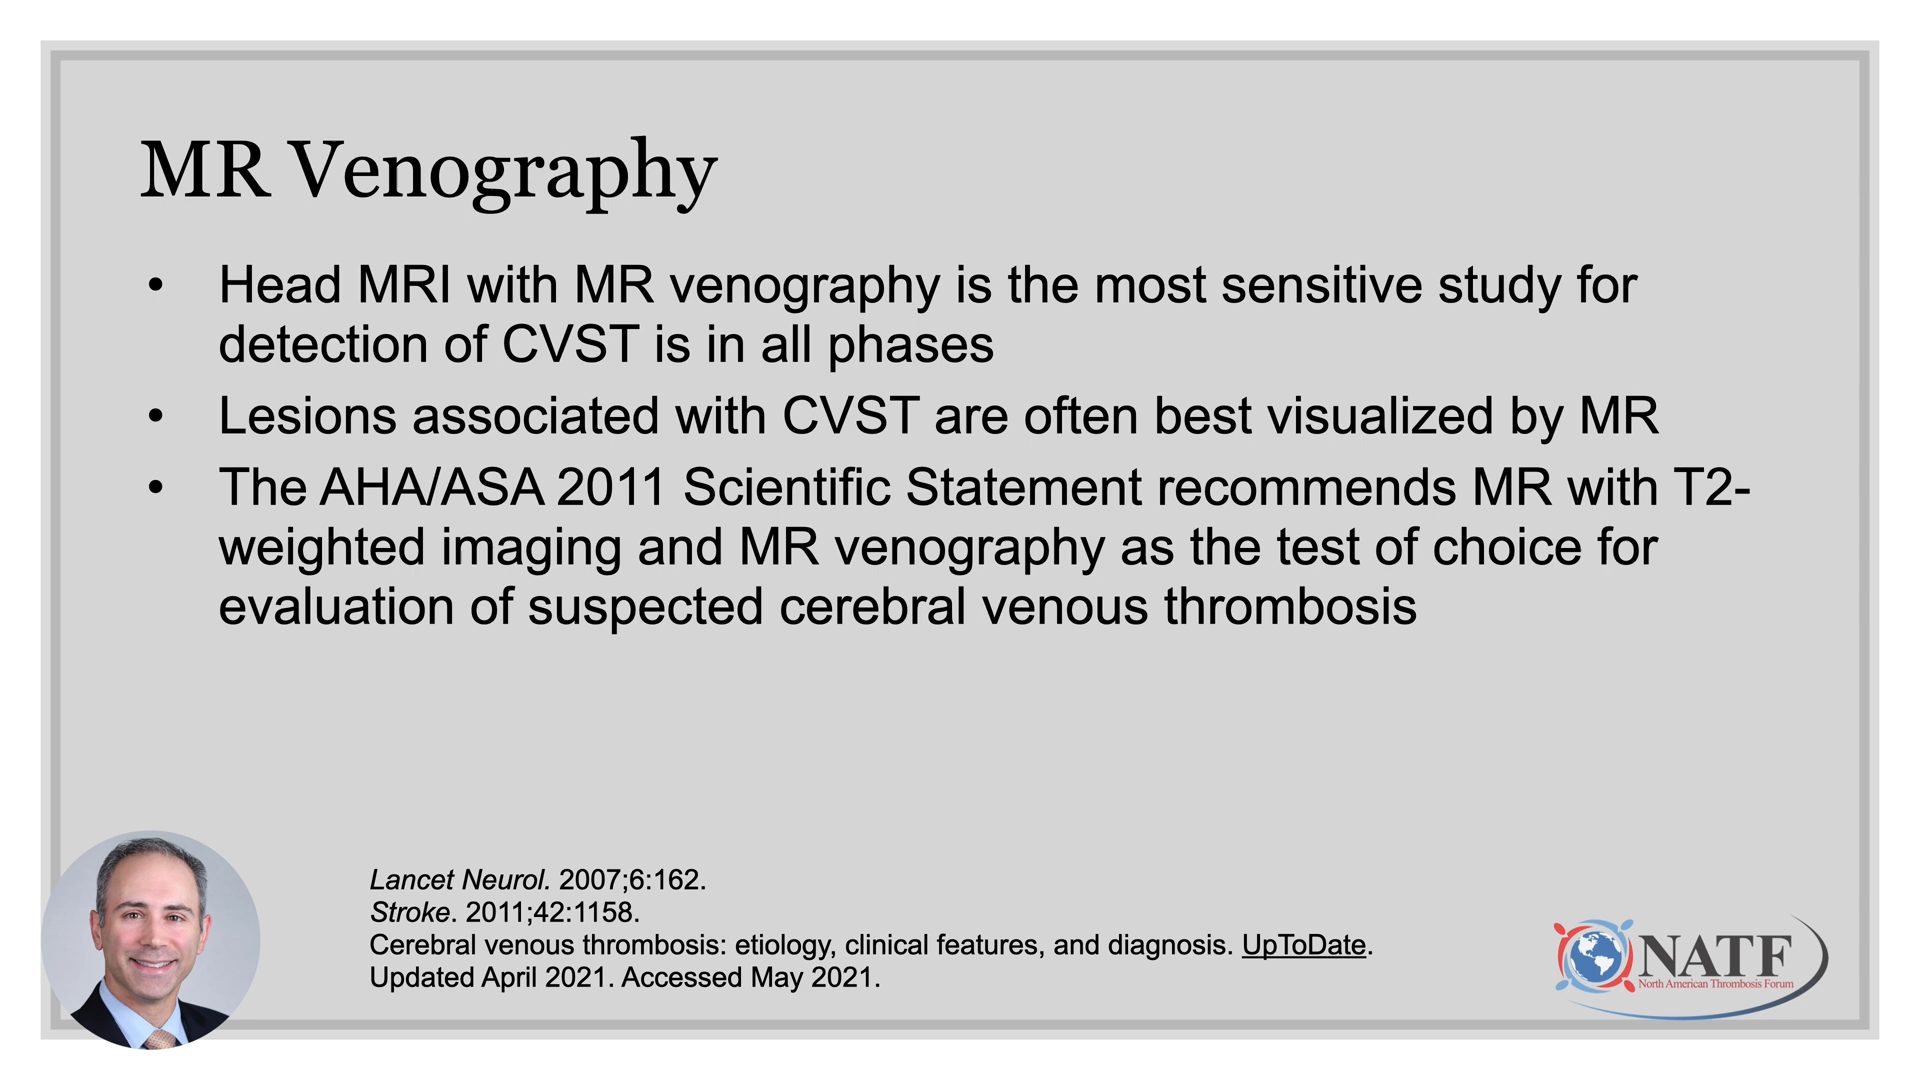 MR Venography
• Head MRI with MR venography is the most sensitive study for
detection of CVST is in all phases
• Lesions associated with CVST are often best visualized by MR
• The AHA/ASA 2011 Scientific Statement recommends MR with T2-
weighted imaging and MR venography as the test of choice for
evaluation of suspected cerebral venous thrombosis
Lancet Neurol. 2007;6:162.
Stroke. 2011;42:1158.
Cerebral venous thrombosis: etiology, clinical features, and diagnosis. UpToDate.
Updated April 2021. Accessed May 2021.
NATF
North American Thrombosis Forum